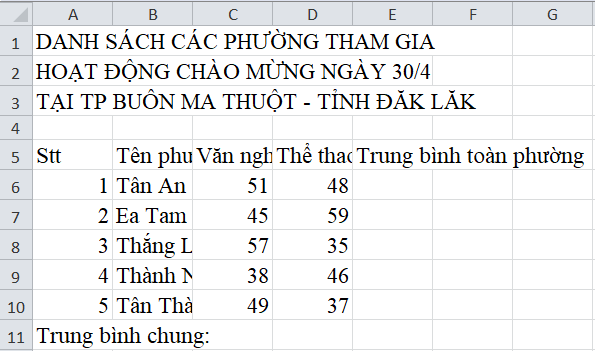 A B C D E F G
1 DANH SÁCH CÁC PHƯỜNG THAM GIA
2 HOẠT ĐỘNG CHÀO MỪNG NGÀY 30/4
3 TẠI TP BUÔN MA THUỘT - TỈNH ĐĂK LĂK
4
5 Stt Tên phu Văn ngh Thể thao Trung bình toàn phường
6 1 Tân An 51 48
7 2 Ea Tam 45 59
8 3 Thắng L 57 35
9 4 Thành N 38 46
10 5 Tân Thà 49 37
11 Trung bình chung: